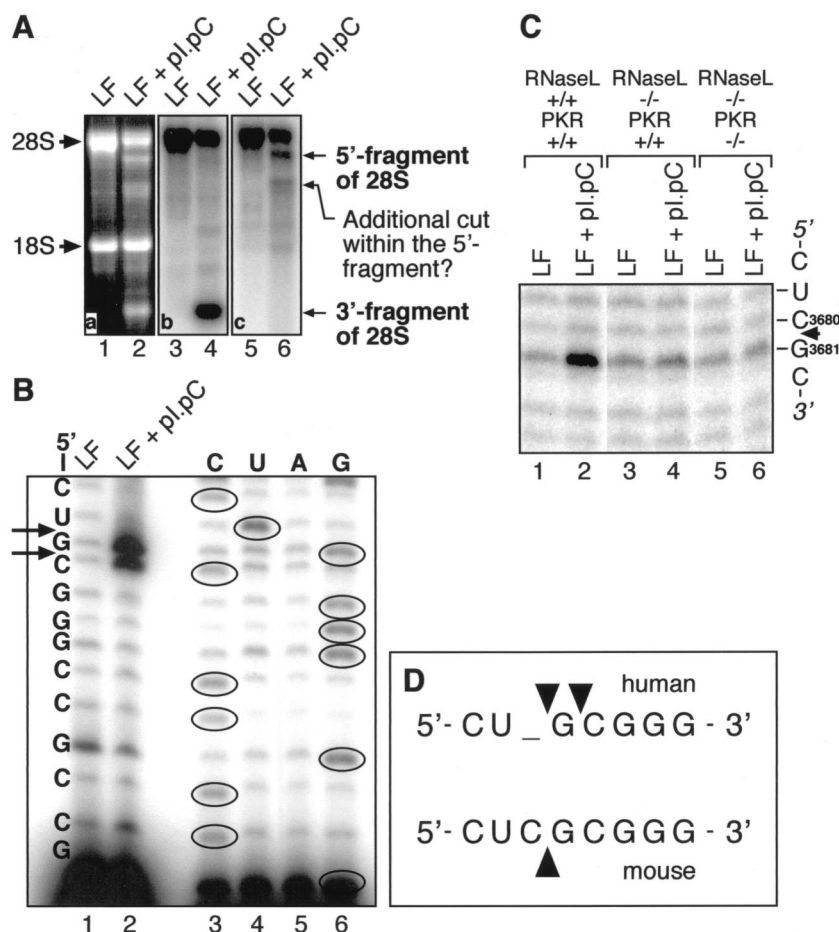 A
LF
LF + pI.pC
LF
LF + pI.pC
LF
LF + pI.pC
28S
18S
5'-fragment
of 28S
Additional cut
within the 5'-
fragment?
3'-fragment
of 28S
a
b
c
1 2 3 4 5 6
B
5'
I
LF
LF + pI.pC
C U A G
C
U
G
C
G
G
G
C
C
G
C
C
G
1 2 3 4 5 6
C
RNaseL RNaseL RNaseL
+/+ -/- -/-
PKR PKR PKR
+/+ +/+ -/-
LF
LF + pI.pC
LF
LF + pI.pC
LF
LF + pI.pC
5'
-
C
- U
- C3680
- G3681
C
-
3'
1 2 3 4 5 6
D
human
5'- C U _ G C G G G - 3'
5'- C U C G C G G G - 3'
mouse